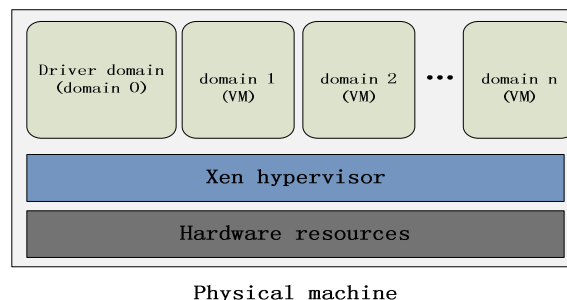 Driver domain
(domain 0)
domain 1
(VM)
domain 2
(VM)
...
domain n
(VM)
Xen hypervisor
Hardware resources
Physical machine